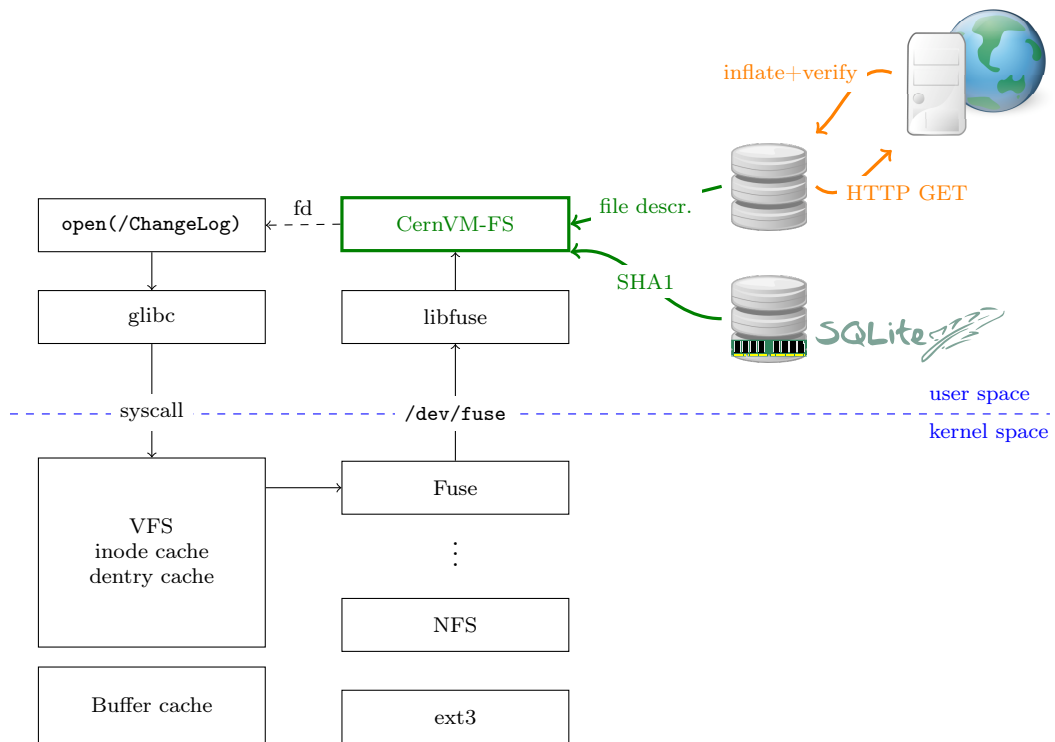 inflate+verify
HTTP GET
file descr.
open(/ChangeLog)
fd
CernVM-FS
SHA1
glibc
libfuse
SQLite
user space
syscall
/dev/fuse
kernel space
Fuse
VFS
inode cache
dentry cache
⋮
NFS
Buffer cache
ext3